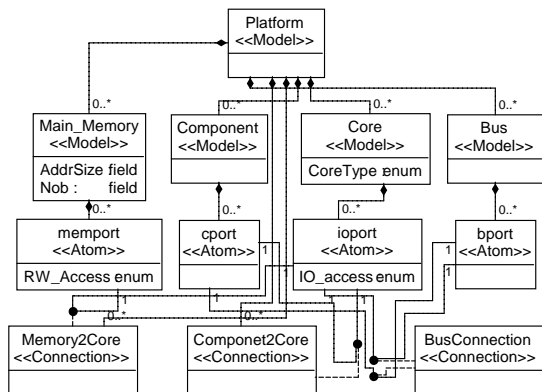 Platform
<<Model>>
0..*
0..*
0..*
0..*
Main_Memory
<<Model>>
AddrSize field
Nob : field
Component
<<Model>>
Core
<<Model>>
CoreType enum
Bus
<<Model>>
0..*
0..*
0..*
0..*
memport
<<Atom>>
RW_Access enum
cport
<<Atom>>
ioport
<<Atom>>
IO_access enum
bport
<<Atom>>
1
1
1
1
1
1
1
1
0..*
0..*
Memory2Core
<<Connection>>
Componet2Core
<<Connection>>
BusConnection
<<Connection>>